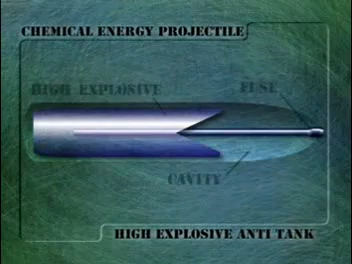 CHEMICAL ENERGY PROJECTILE
HIGH EXPLOSIVE
FUSE
CAVITY
HIGH EXPLOSIVE ANTI TANK